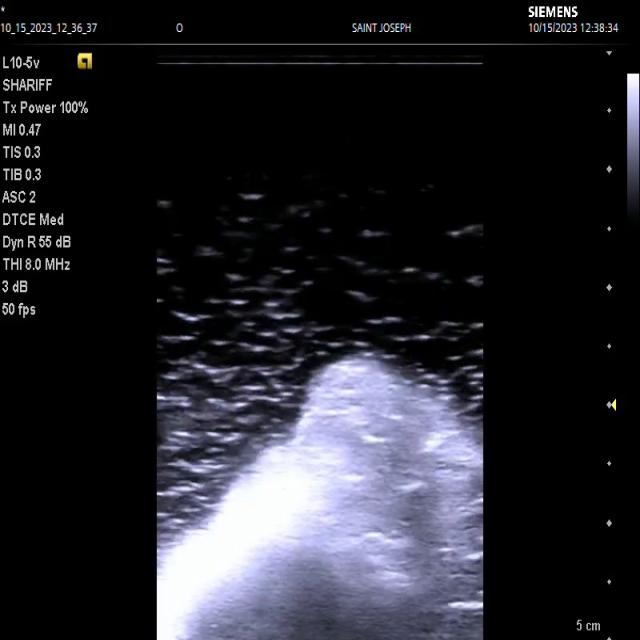 *
SIEMENS
10_15_2023_12_36_37 O SAINT JOSEPH 10/15/2023 12:38:34
L10-5v
SHARIFF
Tx Power 100%
MI 0.47
TIS 0.3
TIB 0.3
ASC 2
DTCE Med
Dyn R 55 dB
THI 8.0 MHz
3 dB
50 fps
5 cm